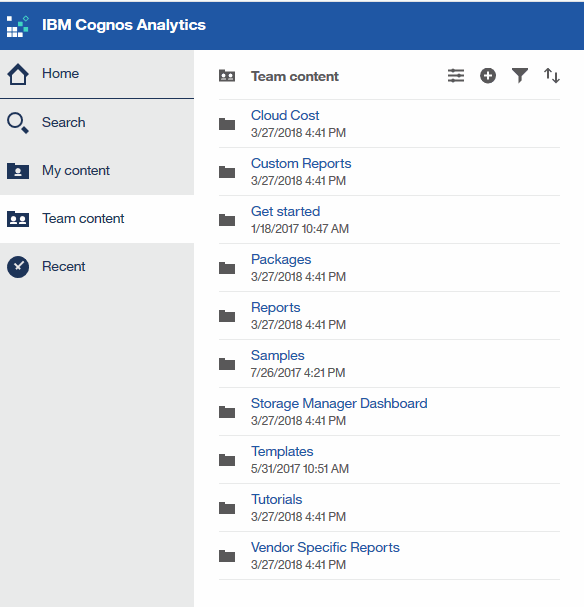 IBM Cognos Analytics
Home
Search
My content
Team content
Recent
Team content
Cloud Cost
3/27/2018 4:41 PM
Custom Reports
3/27/2018 4:41 PM
Get started
1/18/2017 10:47 AM
Packages
3/27/2018 4:41 PM
Reports
3/27/2018 4:41 PM
Samples
7/26/2017 4:21 PM
Storage Manager Dashboard
3/27/2018 4:41 PM
Templates
5/31/2017 10:51 AM
Tutorials
3/27/2018 4:41 PM
Vendor Specific Reports
3/27/2018 4:41 PM